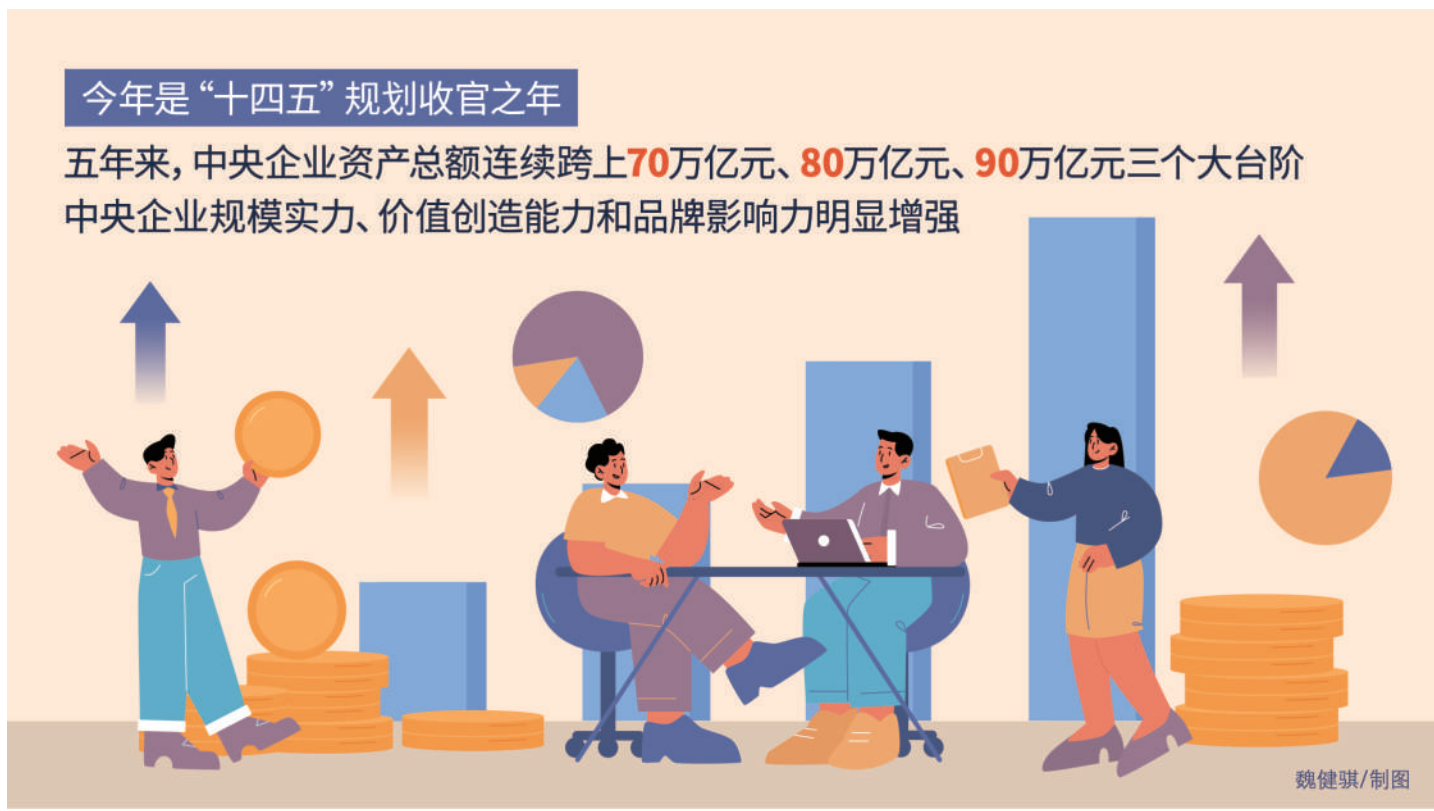 今年是“十四五”规划收官之年
五年来，中央企业资产总额连续跨上70万亿元、80万亿元、90万亿元三个大台阶
中央企业规模实力、价值创造能力和品牌影响力明显增强
魏健骐/制图